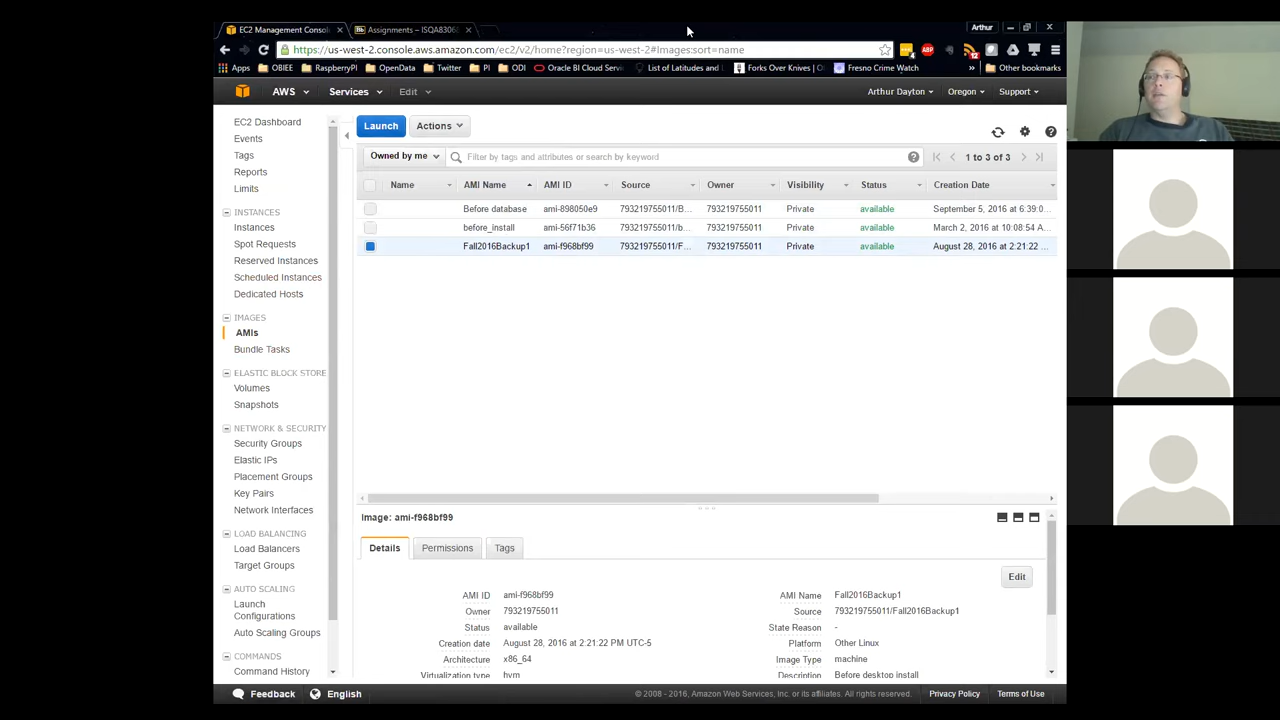 EC2 Management Consol
Assignments – ISQA8306
Arthur
https://us-west-2.console.aws.amazon.com/ec2/v2/home?region=us-west-2#Images:sort=name
Apps OBIEE RaspberryPI OpenData Twitter PI ODI Oracle BI Cloud Servic List of Latitudes and Forks Over Knives | Fresno Crime Watch » Other bookmarks
AWS Services Edit Arthur Dayton Oregon Support
EC2 Dashboard
Events
Tags
Reports
Limits
INSTANCES
Instances
Spot Requests
Reserved Instances
Scheduled Instances
Dedicated Hosts
IMAGES
AMIs
Bundle Tasks
ELASTIC BLOCK STORE
Volumes
Snapshots
NETWORK & SECURITY
Security Groups
Elastic IPs
Placement Groups
Key Pairs
Network Interfaces
LOAD BALANCING
Load Balancers
Target Groups
AUTO SCALING
Launch
Configurations
Auto Scaling Groups
COMMANDS
Command History
Launch Actions
Owned by me Filter by tags and attributes or search by keyword 1 to 3 of 3
Name AMI Name AMI ID Source Owner Visibility Status Creation Date
Before database ami-898050e9 793219755011/B... 793219755011 Private available September 5, 2016 at 6:39:0...
before_install ami-56f71b36 793219755011/b... 793219755011 Private available March 2, 2016 at 10:08:54 A...
Fall2016Backup1 ami-f968bf99 793219755011/F... 793219755011 Private available August 28, 2016 at 2:21:22 ...
Image: ami-f968bf99
Details Permissions Tags
Edit
AMI ID ami-f968bf99 AMI Name Fall2016Backup1
Owner 793219755011 Source 793219755011/Fall2016Backup1
Status available State Reason -
Creation date August 28, 2016 at 2:21:22 PM UTC-5 Platform Other Linux
Architecture x86_64 Image Type machine
Virtualization type hvm Description Before desktop install
Feedback English © 2008 - 2016, Amazon Web Services, Inc. or its affiliates. All rights reserved. Privacy Policy Terms of Use